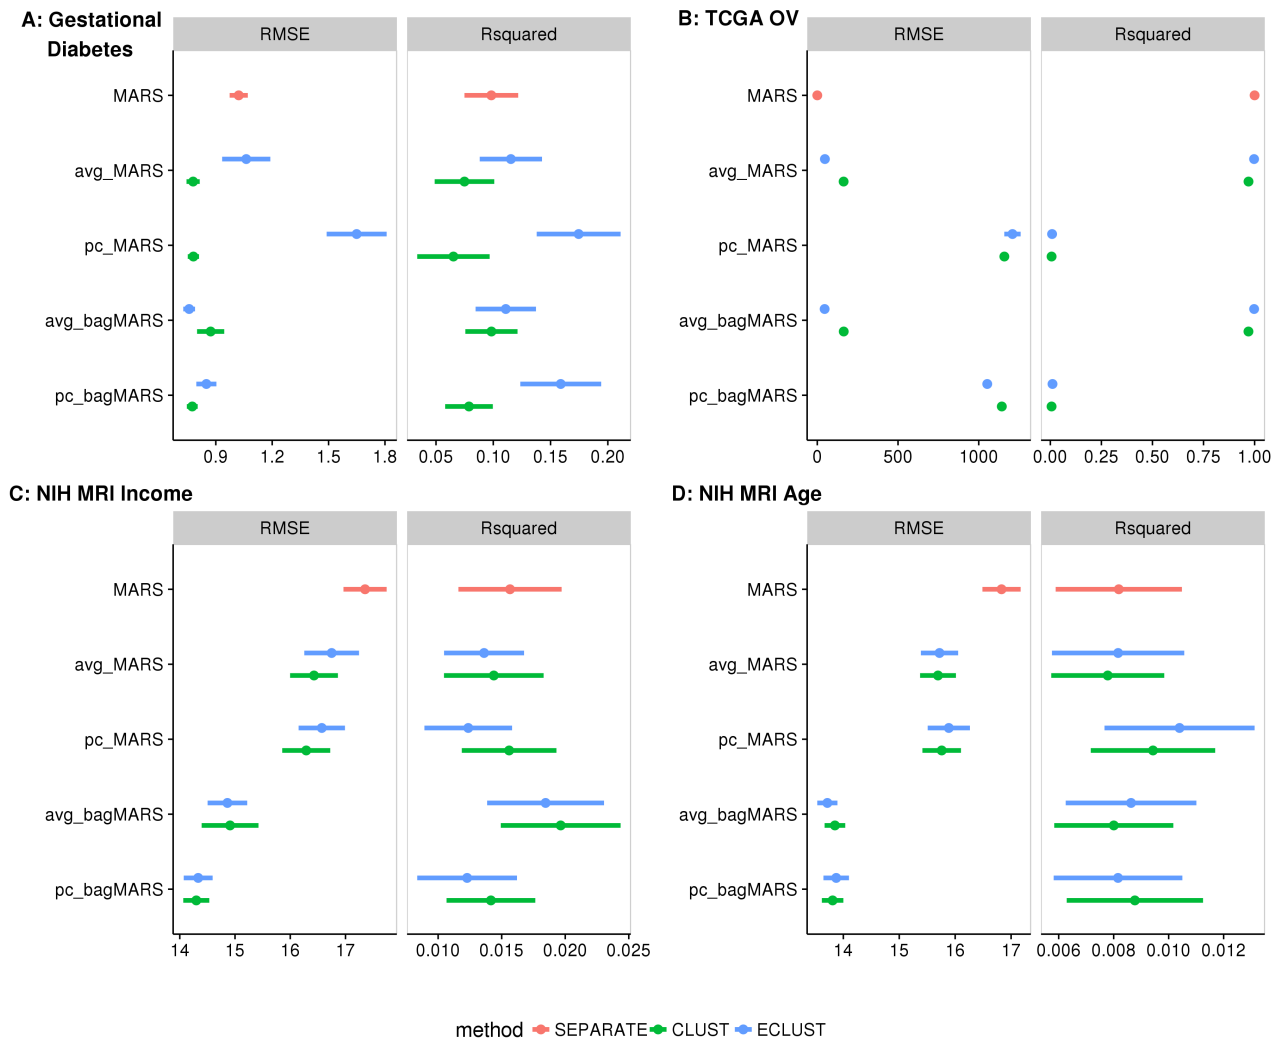 A: Gestational
Diabetes
RMSE
Rsquared
MARS
avg_MARS
pc_MARS
avg_bagMARS
pc_bagMARS
0.9 1.2 1.5 1.8
0.05 0.10 0.15 0.20
B: TCGA OV
RMSE
Rsquared
MARS
avg_MARS
pc_MARS
avg_bagMARS
pc_bagMARS
0 500 1000
0.00 0.25 0.50 0.75 1.00
C: NIH MRI Income
RMSE
Rsquared
MARS
avg_MARS
pc_MARS
avg_bagMARS
pc_bagMARS
14 15 16 17
0.010 0.015 0.020 0.025
D: NIH MRI Age
RMSE
Rsquared
MARS
avg_MARS
pc_MARS
avg_bagMARS
pc_bagMARS
14 15 16 17
0.006 0.008 0.010 0.012
method SEPARATE CLUST ECLUST